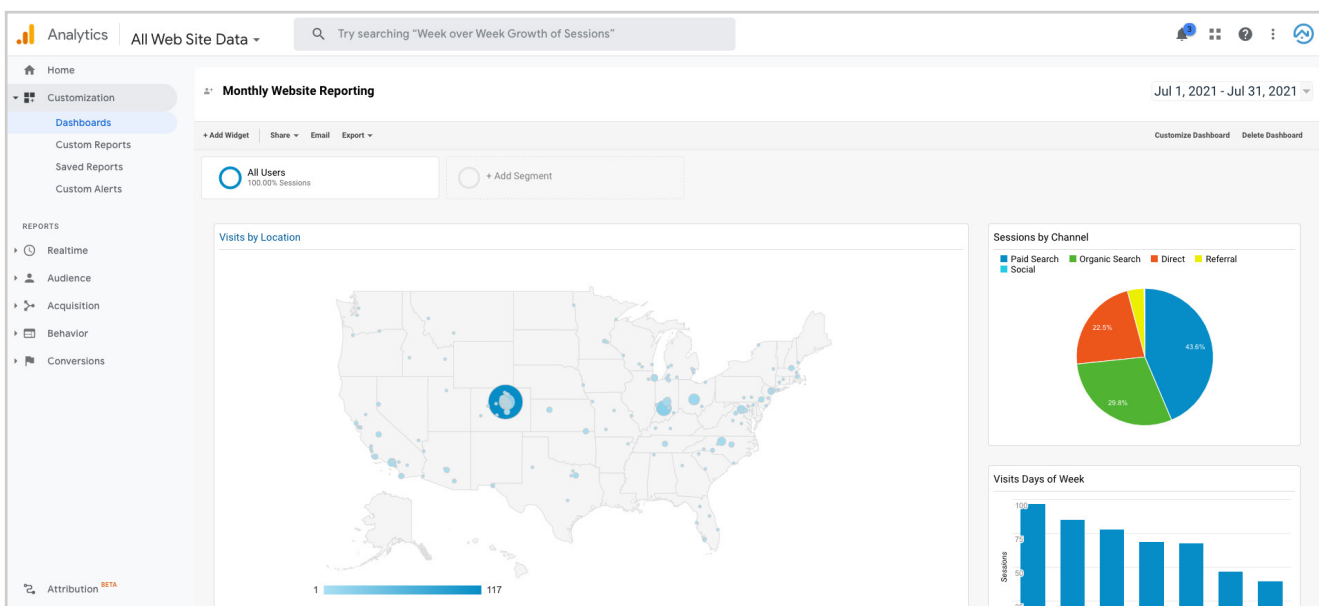 Analytics
All Web Site Data
Try searching “Week over Week Growth of Sessions”
3
Home
Customization
Dashboards
Custom Reports
Saved Reports
Custom Alerts
REPORTS
Realtime
Audience
Acquisition
Behavior
Conversions
Attribution BETA
Monthly Website Reporting
Jul 1, 2021 - Jul 31, 2021
+ Add Widget Share Email Export
Customize Dashboard Delete Dashboard
All Users
100.00% Sessions
+ Add Segment
Visits by Location
1 117
Sessions by Channel
Paid Search Organic Search Direct Referral
Social
22.5%
43.6%
29.8%
Visits Days of Week
100
75
50
Sessions